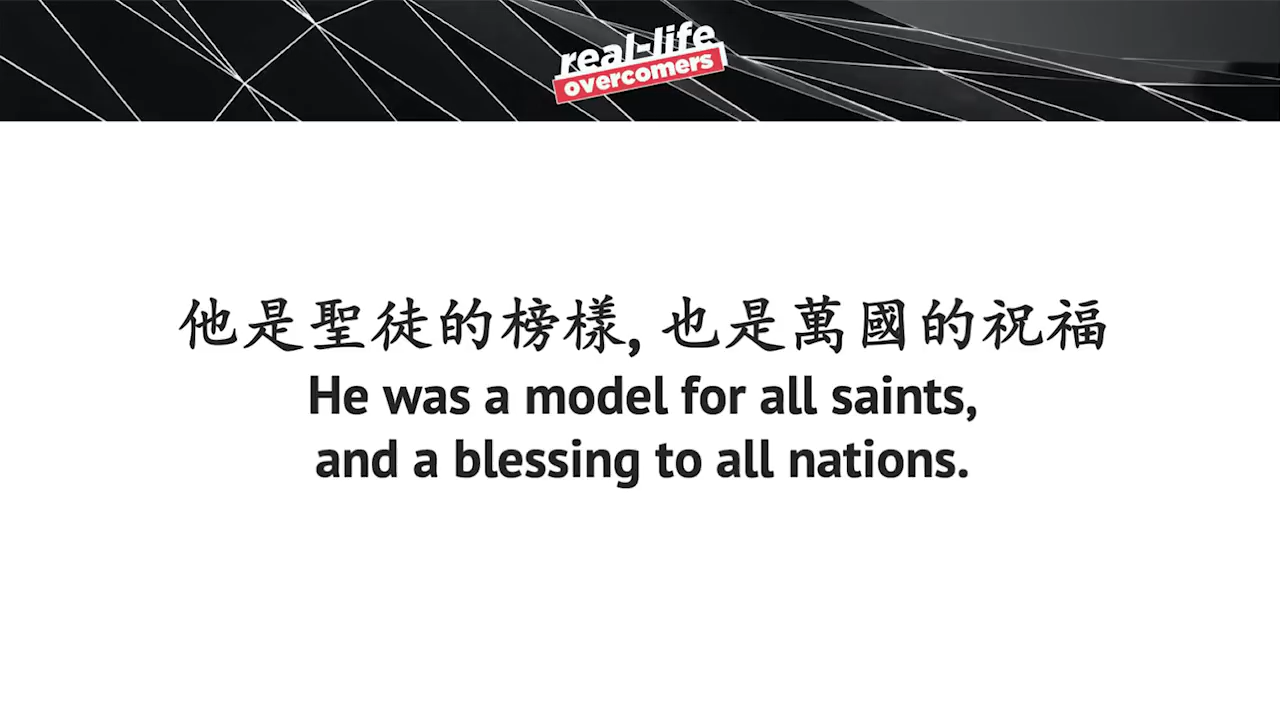 real-life
overcomers
他是聖徒的榜樣, 也是萬國的祝福
He was a model for all saints,
and a blessing to all nations.